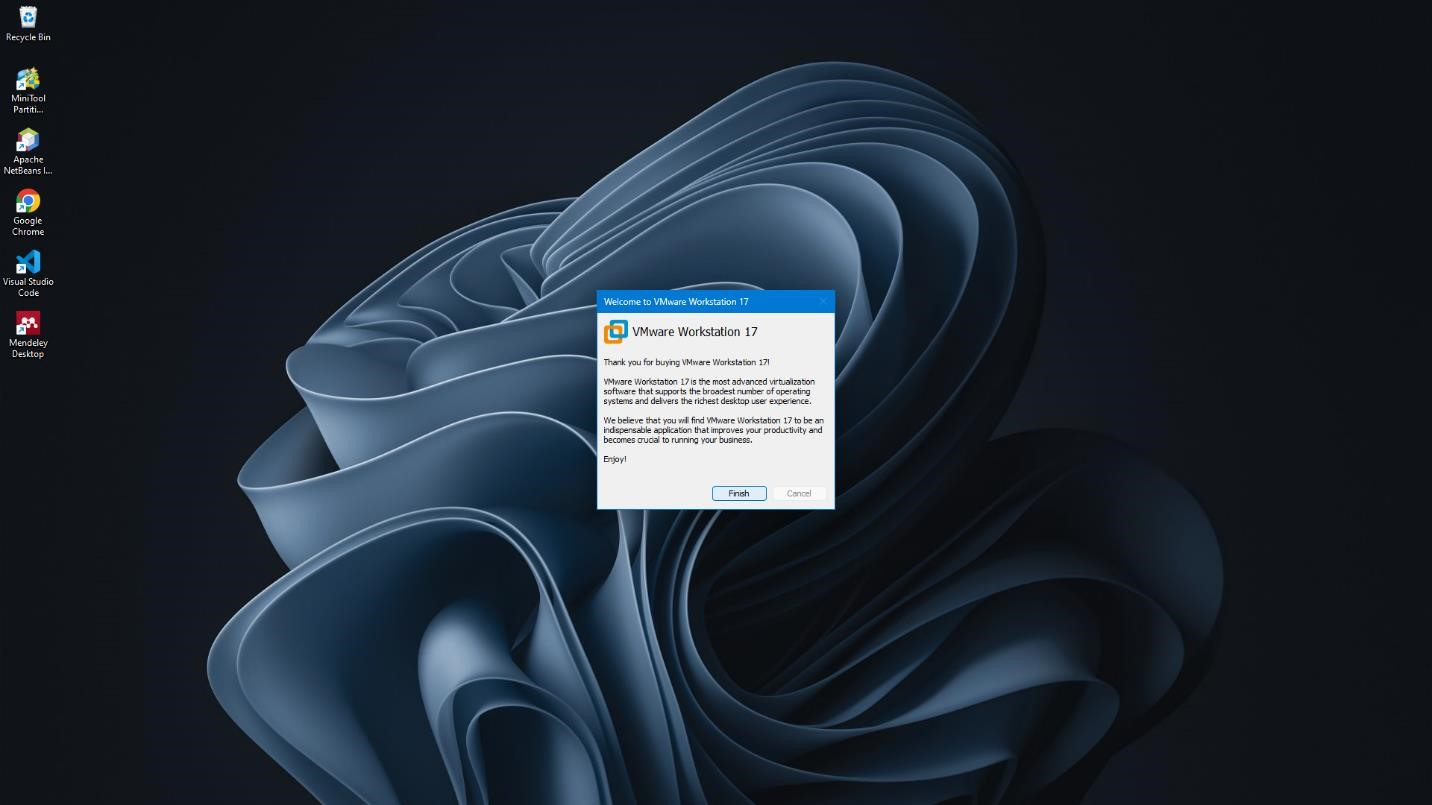 Recycle Bin
MiniTool
Partiti...
Apache
NetBeans I...
Google
Chrome
Visual Studio
Code
Mendeley
Desktop
Welcome to VMware Workstation 17
VMware Workstation 17
Thank you for buying VMware Workstation 17!
VMware Workstation 17 is the most advanced virtualization
software that supports the broadest number of operating
systems and delivers the richest desktop user experience.
We believe that you will find VMware Workstation 17 to be an
indispensable application that improves your productivity and
becomes crucial to running your business.
Enjoy!
Finish
Cancel